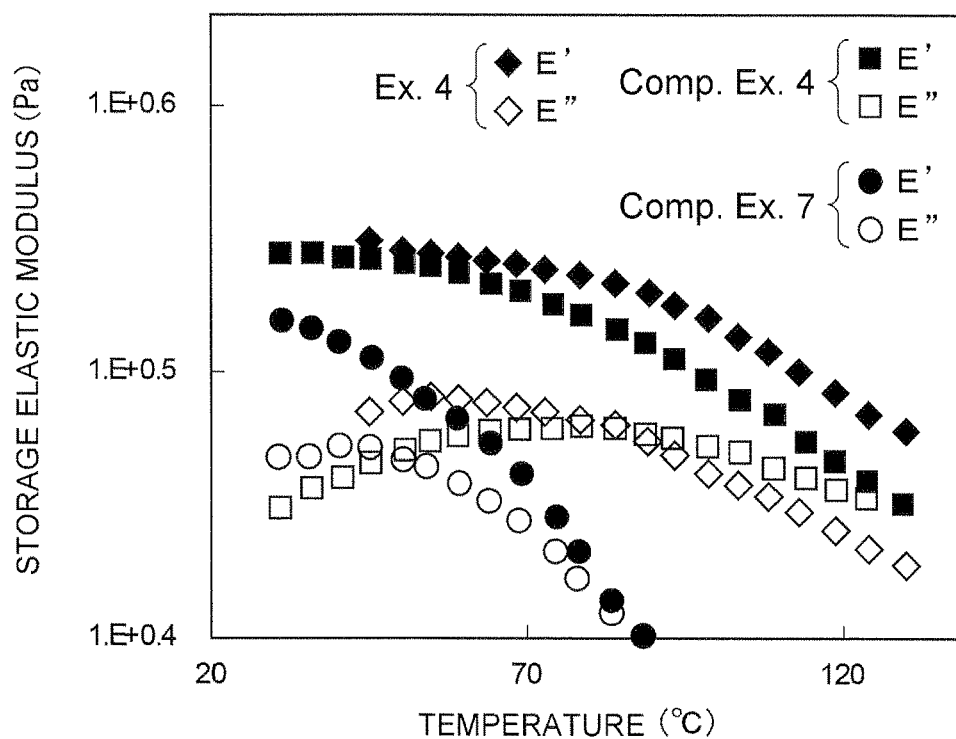 STORAGE ELASTIC MODULUS (Pa)
1.E+0.6
1.E+0.5
1.E+0.4
20
70
120
TEMPERATURE (℃)
Ex. 4
E'
E"
Comp. Ex. 4
E'
E"
Comp. Ex. 7
E'
E"